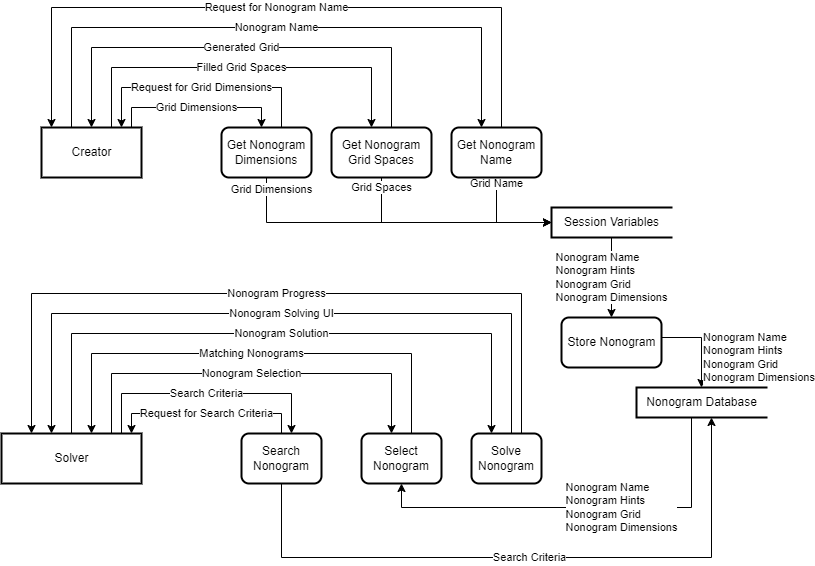 Request for Nonogram Name
Nonogram Name
Generated Grid
Filled Grid Spaces
Request for Grid Dimensions
Grid Dimensions
Creator
Get Nonogram
Dimensions
Get Nonogram
Grid Spaces
Get Nonogram
Name
Grid Dimensions
Grid Spaces
Grid Name
Session Variables
Nonogram Name
Nonogram Hints
Nonogram Grid
Nonogram Dimensions
Store Nonogram
Nonogram Name
Nonogram Hints
Nonogram Grid
Nonogram Dimensions
Nonogram Database
Nonogram Progress
Nonogram Solving UI
Nonogram Solution
Matching Nonograms
Nonogram Selection
Search Criteria
Request for Search Criteria
Solver
Search
Nonogram
Select
Nonogram
Solve
Nonogram
Nonogram Name
Nonogram Hints
Nonogram Grid
Nonogram Dimensions
Search Criteria